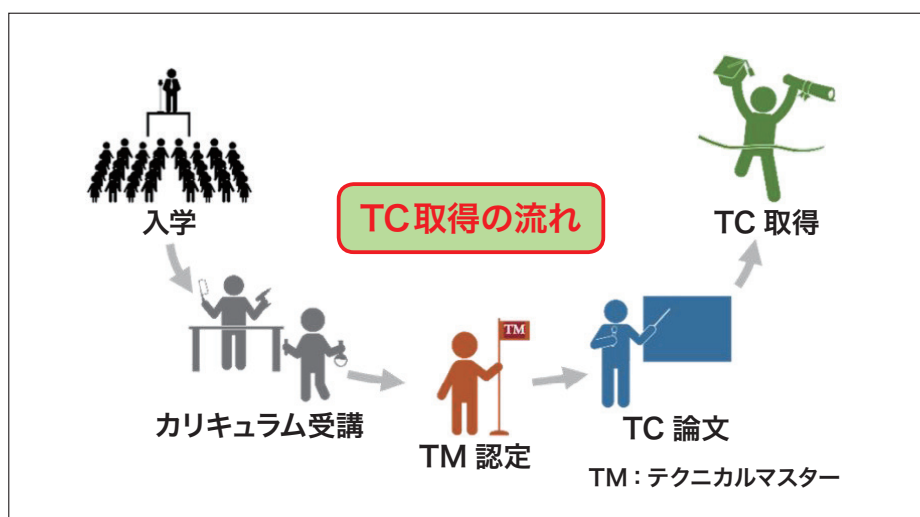 TC取得の流れ
入学
カリキュラム受講
TM
TM 認定
TC 論文
TC 取得
TM：テクニカルマスター